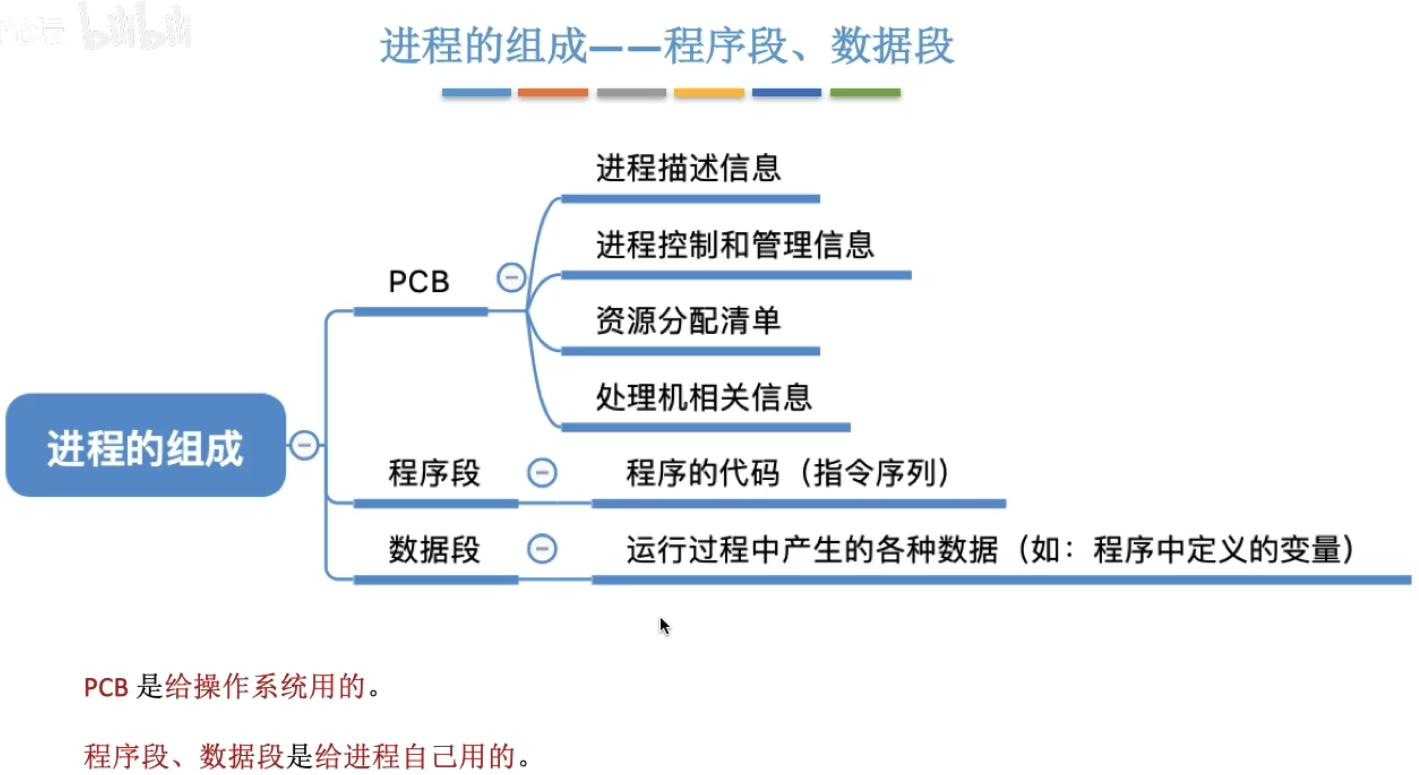 论坛 bilibili
进程的组成——程序段、数据段
进程描述信息
进程控制和管理信息
PCB
资源分配清单
处理机相关信息
进程的组成
程序段
程序的代码（指令序列）
数据段
运行过程中产生的各种数据（如：程序中定义的变量）
PCB 是给操作系统用的。
程序段、数据段是给进程自己用的。